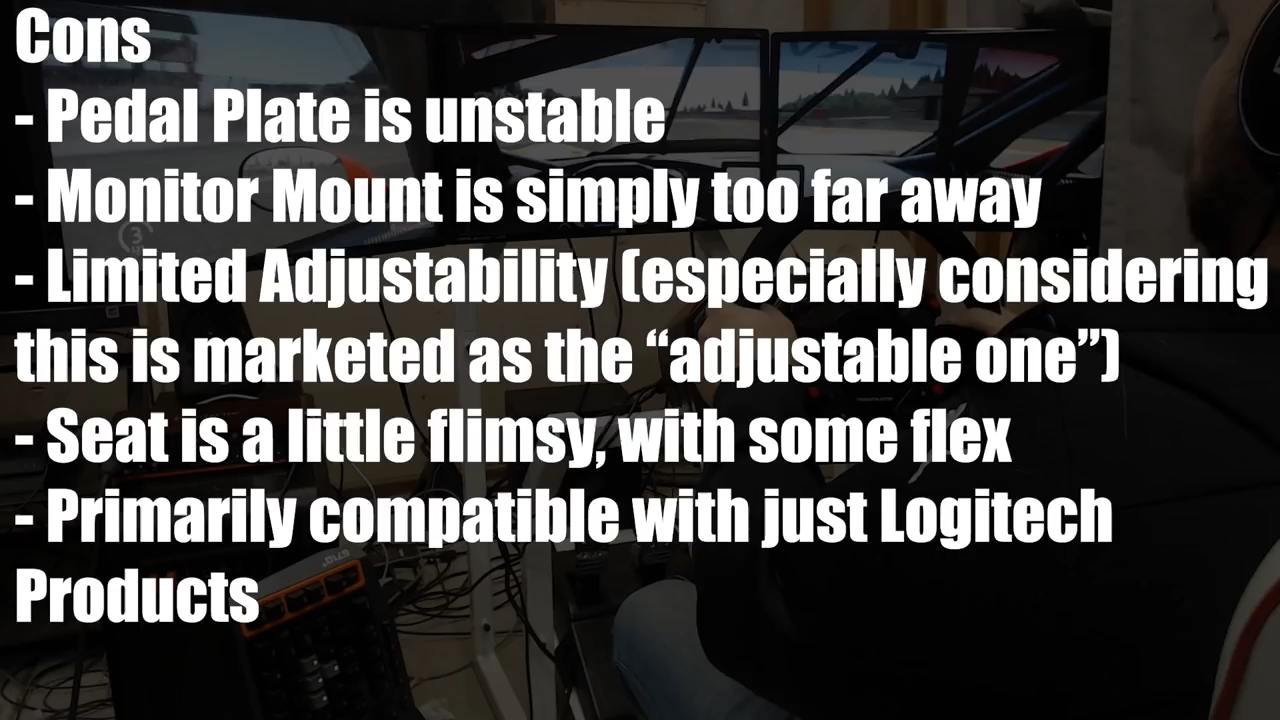 Cons
- Pedal Plate is unstable
- Monitor Mount is simply too far away
- Limited Adjustability (especially considering
this is marketed as the “adjustable one”)
- Seat is a little flimsy, with some flex
- Primarily compatible with just Logitech
Products